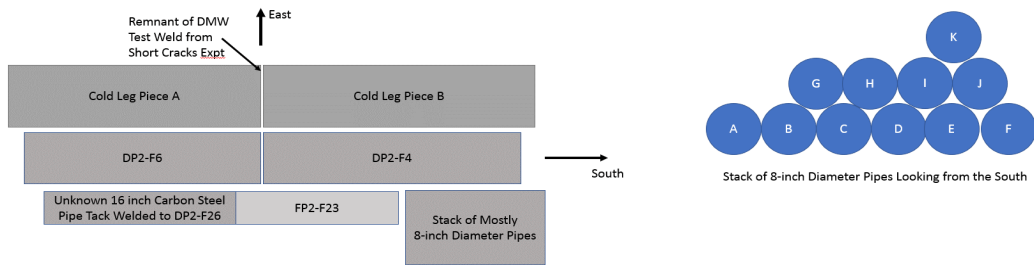 Remnant of DMW
Test Weld from
Short Cracks Expt
East
Cold Leg Piece A
Cold Leg Piece B
DP2-F6
DP2-F4
South
Unknown 16 inch Carbon Steel
Pipe Tack Welded to DP2-F26
FP2-F23
Stack of Mostly
8-inch Diameter Pipes
K
G H I J
A B C D E F
Stack of 8-inch Diameter Pipes Looking from the South